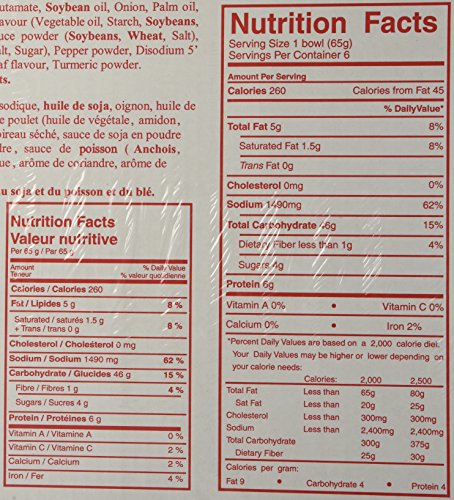 utamate, Soybean oil, Onion, Palm oil,
avour (Vegetable oil, Starch, Soybeans,
uce powder (Soybeans, Wheat, Salt),
lt, Sugar), Pepper powder, Disodium 5'
af flavour, Turmeric powder.
ts.
sodique, huile de soja, oignon, huile de
e poulet (huile de végétale, amidon,
oireau séché, sauce de soja en poudre
dre, sauce de poisson ( Anchois,
ue, arôme de coriandre, arôme de
u soja et du poisson et du blé.
Nutrition Facts
Valeur nutritive
Per 65 g / Par 65 g
Amount % Daily Value
Teneur % valeur quotidienne
Calories / Calories 260
Fat / Lipides 5 g 8 %
Saturated / saturés 1.5 g
+ Trans / trans 0 g 8 %
Cholesterol / Cholestérol 0 mg
Sodium / Sodium 1490 mg 62 %
Carbohydrate / Glucides 46 g 15 %
Fibre / Fibres 1 g 4 %
Sugars / Sucres 4 g
Protein / Protéines 6 g
Vitamin A / Vitamine A 0 %
Vitamin C / Vitamine C 2 %
Calcium / Calcium 2 %
Iron / Fer 4 %
Nutrition Facts
Serving Size 1 bowl (65g)
Servings Per Container 6
Amount Per Serving
Calories 260 Calories from Fat 45
% DailyValue*
Total Fat 5g 8%
Saturated Fat 1.5g 8%
Trans Fat 0g
Cholesterol 0mg 0%
Sodium 1490mg 62%
Total Carbohydrate 46g 15%
Dietary Fiber less than 1g 4%
Sugars 4g
Protein 6g
Vitamin A 0% • Vitamin C 0%
Calcium 0% • Iron 2%
*Percent Daily Values are based on a 2,000 calorie diet.
Your Daily Values may be higher or lower depending on
your calorie needs:
Calories: 2,000 2,500
Total Fat Less than 65g 80g
Sat Fat Less than 20g 25g
Cholesterol Less than 300mg 300mg
Sodium Less than 2,400mg 2,400mg
Total Carbohydrate 300g 375g
Dietary Fiber 25g 30g
Calories per gram:
Fat 9 • Carbohydrate 4 • Protein 4